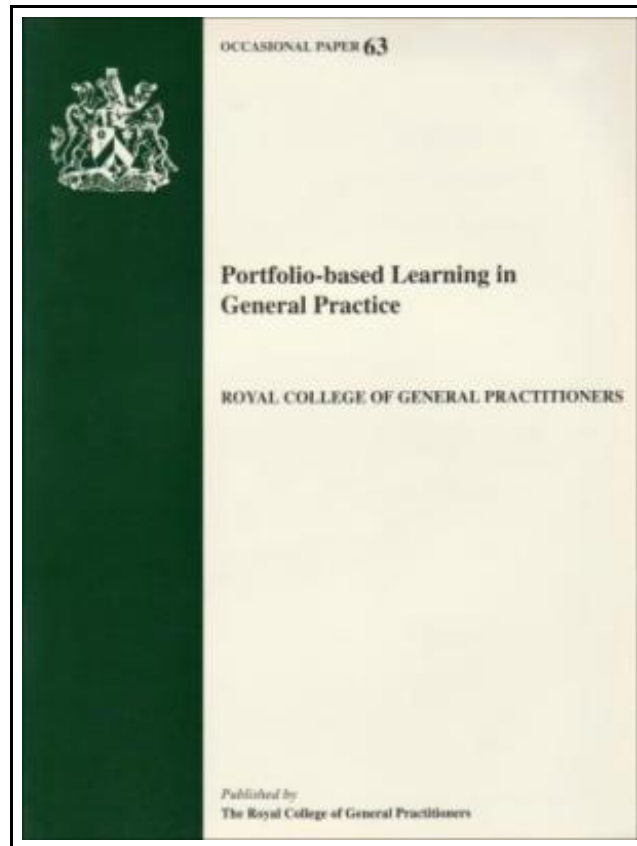 OCCASIONAL PAPER 63
Portfolio-based Learning in
General Practice
ROYAL COLLEGE OF GENERAL PRACTITIONERS
Published by
The Royal College of General Practitioners